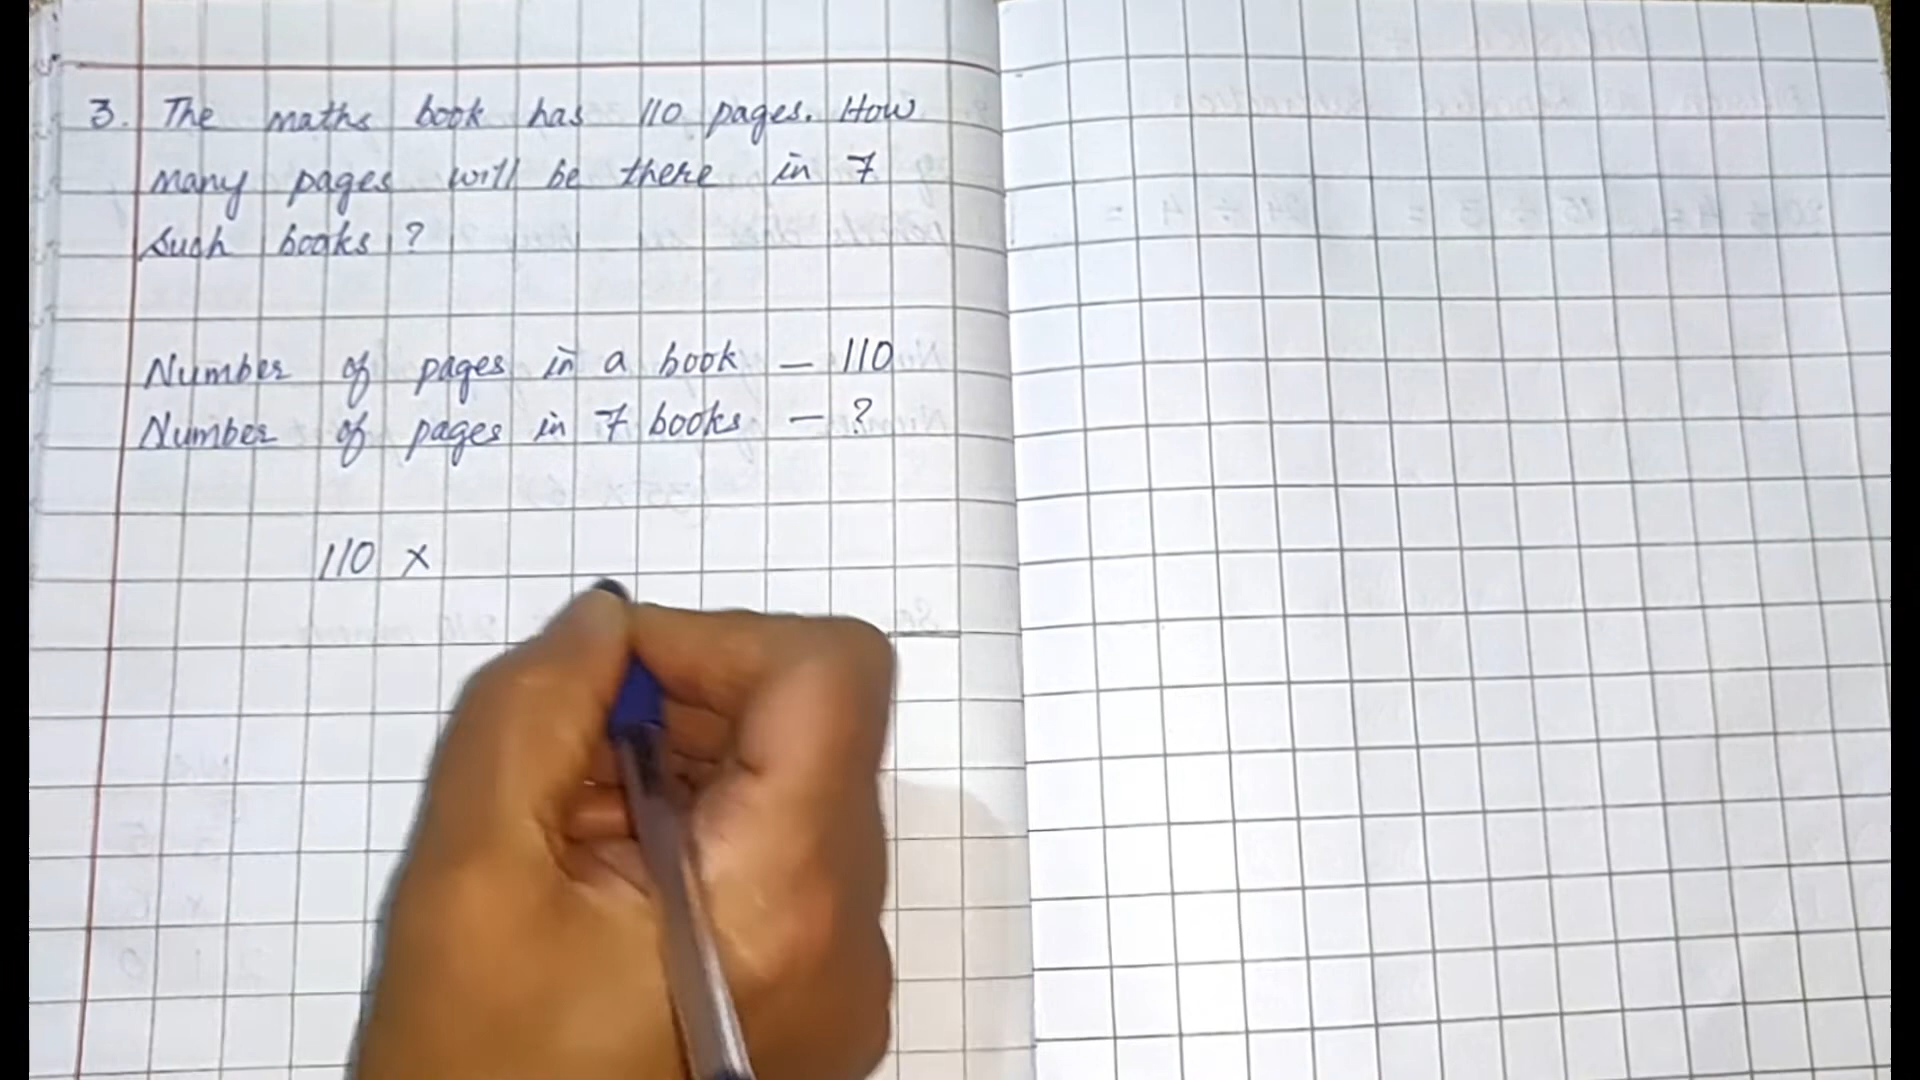 3. The maths book has 110 pages. How
many pages will be there in 7
such books?
Number of pages in a book — 110
Number of pages in 7 books — ?
110 ×